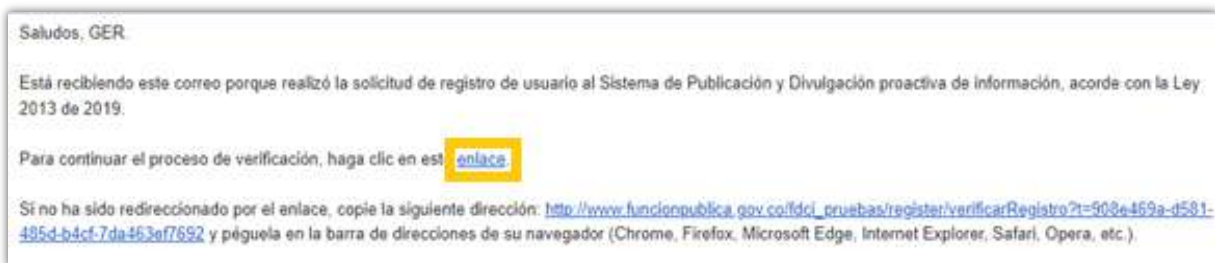 Saludos, GER.
Está recibiendo este correo porque realizó la solicitud de registro de usuario al Sistema de Publicación y Divulgación proactiva de información, acorde con la Ley
2013 de 2019.
Para continuar el proceso de verificación, haga clic en est enlace.
Si no ha sido redireccionado por el enlace, copie la siguiente dirección: http://www.funcionpublica.gov.co/fdci_pruebas/register/verificarRegistro?t=908e469a-d581-
485d-b4cf-7da463ef7692 y péguela en la barra de direcciones de su navegador (Chrome, Firefox, Microsoft Edge, Internet Explorer, Safari, Opera, etc.).